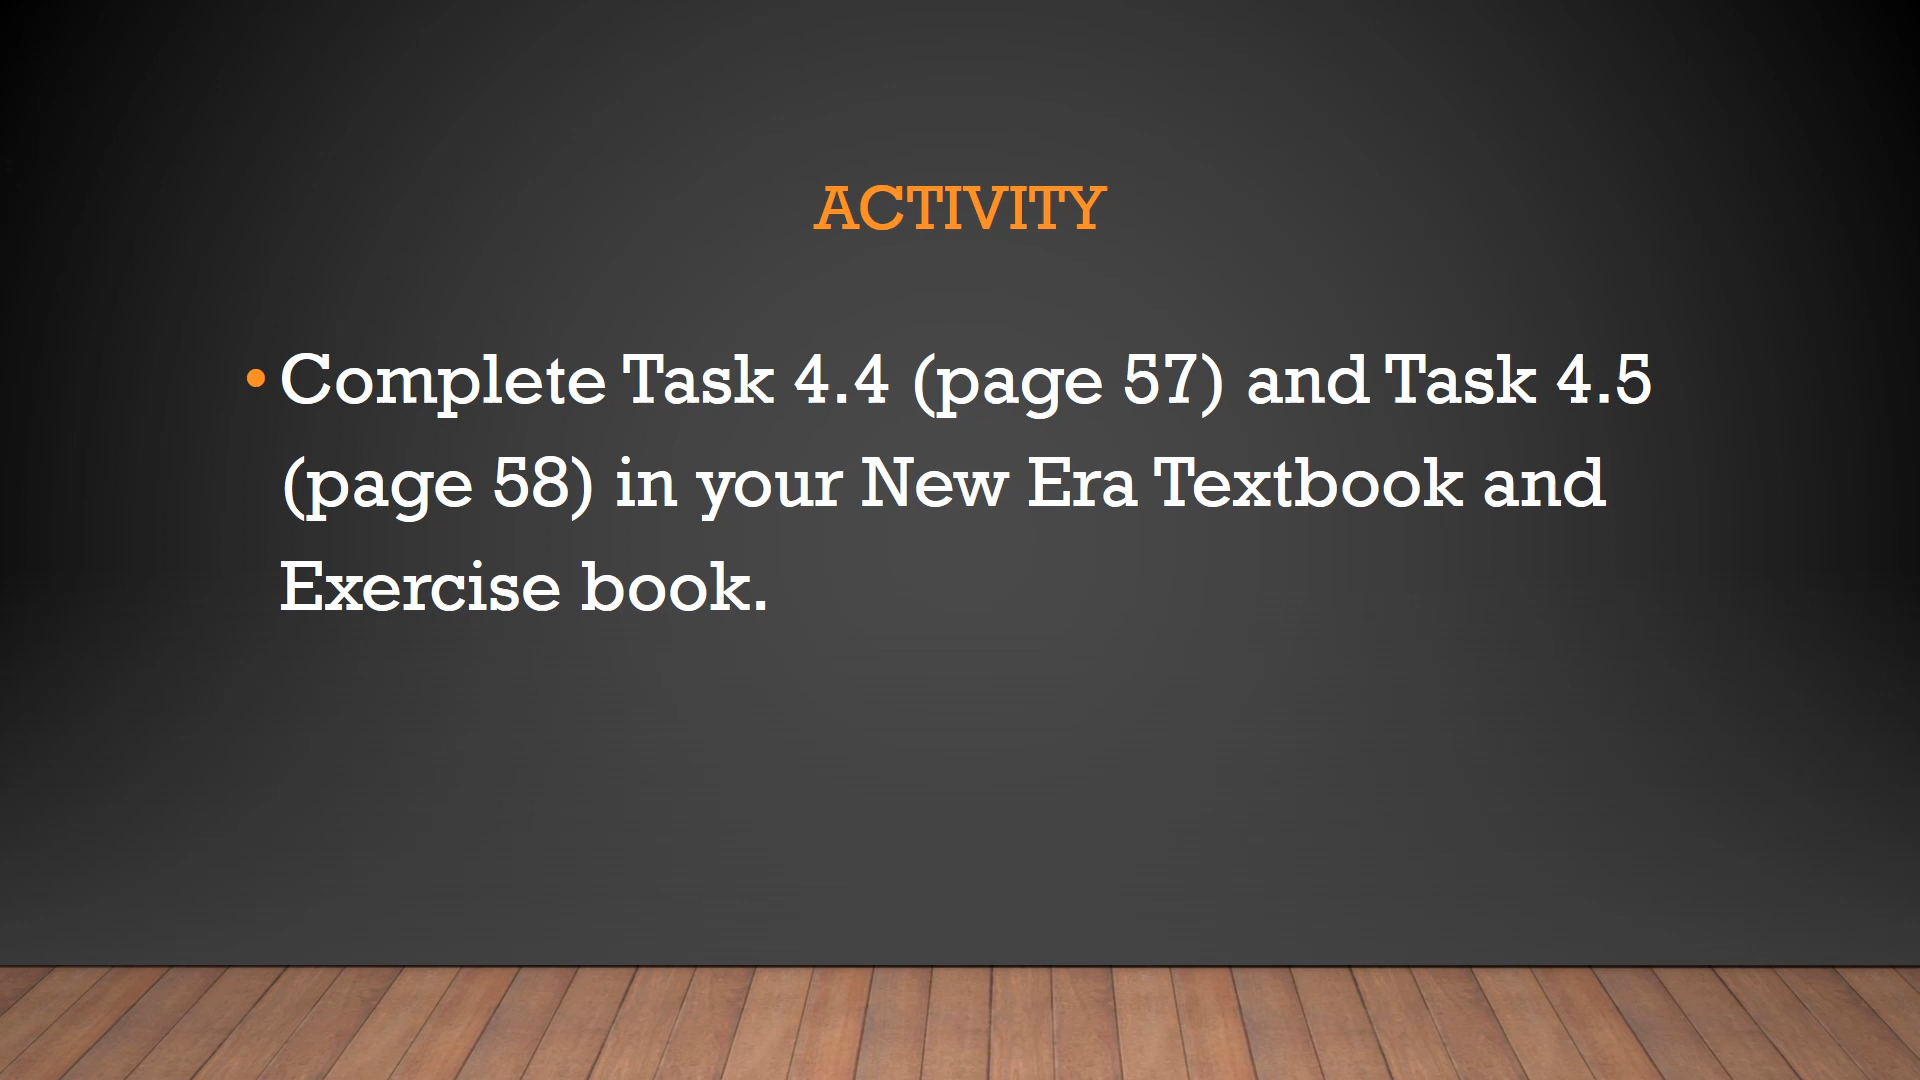 ACTIVITY
• Complete Task 4.4 (page 57) and Task 4.5
(page 58) in your New Era Textbook and
Exercise book.